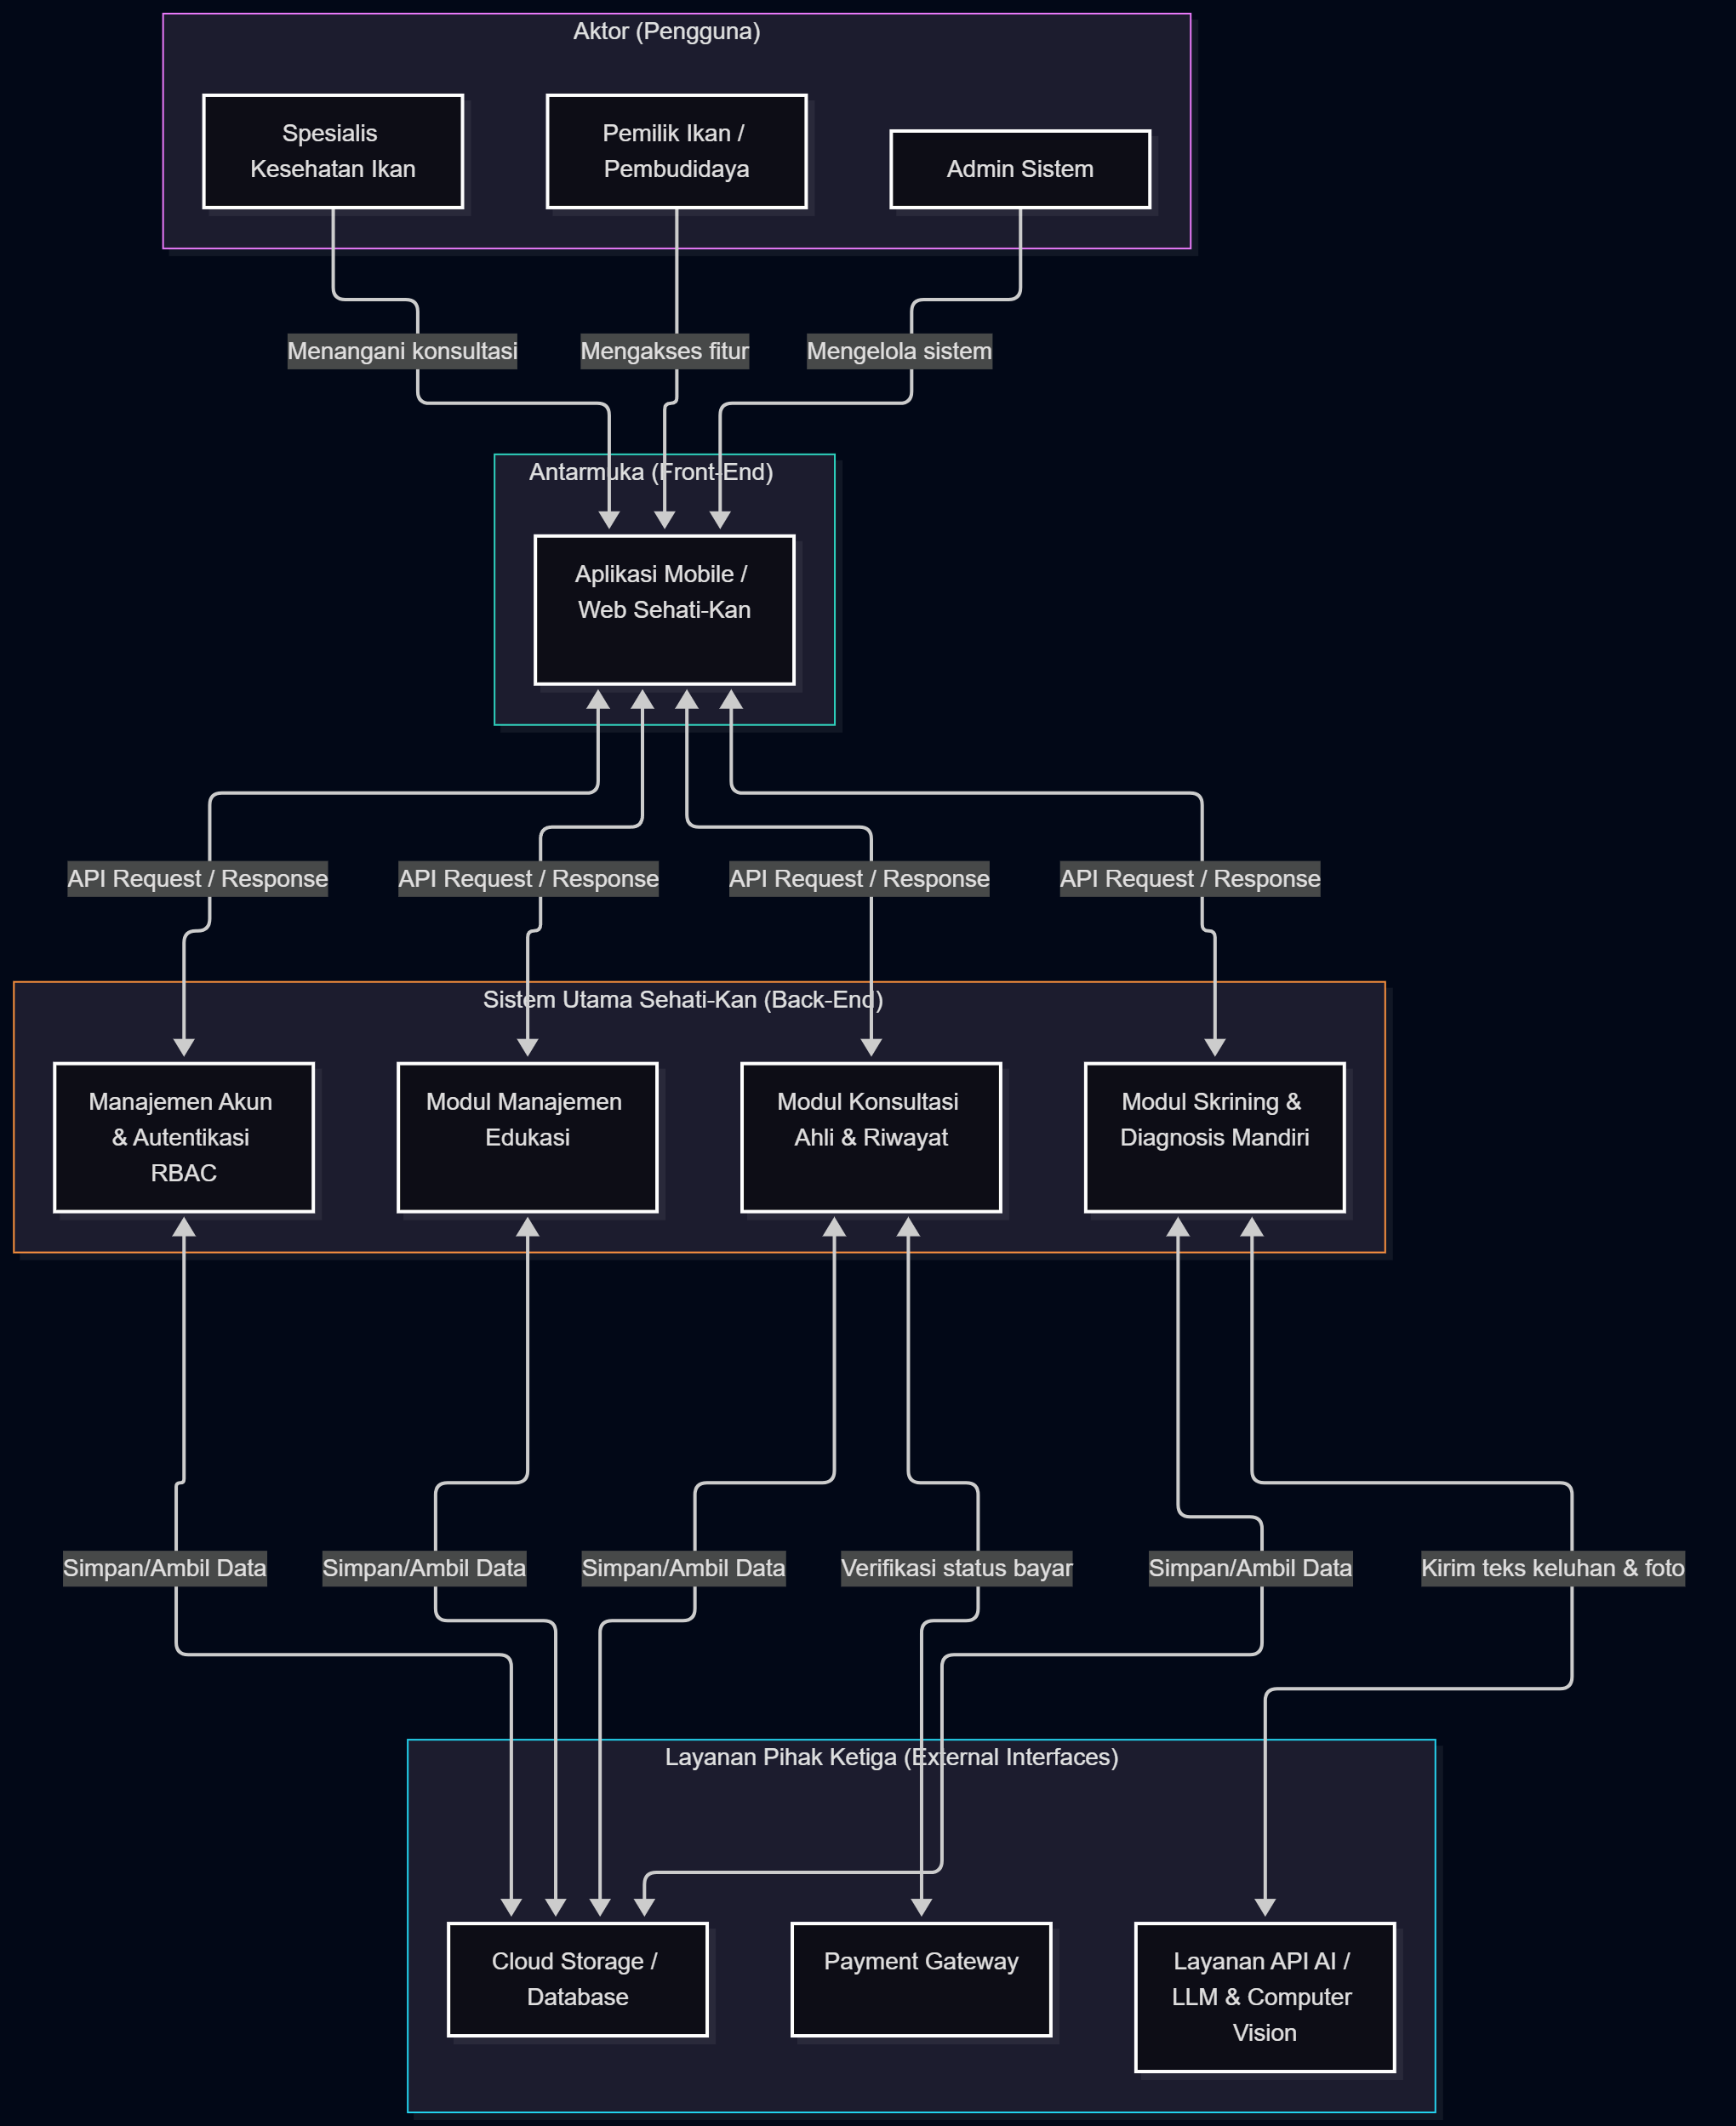 Aktor (Pengguna)
Spesialis
Kesehatan Ikan
Pemilik Ikan /
Pembudidaya
Admin Sistem
Menangani konsultasi
Mengakses fitur
Mengelola sistem
Antarmuka (Front-End)
Aplikasi Mobile /
Web Sehati-Kan
API Request / Response
API Request / Response
API Request / Response
API Request / Response
Sistem Utama Sehati-Kan (Back-End)
Manajemen Akun
& Autentikasi
RBAC
Modul Manajemen
Edukasi
Modul Konsultasi
Ahli & Riwayat
Modul Skrining &
Diagnosis Mandiri
Simpan/Ambil Data
Simpan/Ambil Data
Simpan/Ambil Data
Verifikasi status bayar
Simpan/Ambil Data
Kirim teks keluhan & foto
Layanan Pihak Ketiga (External Interfaces)
Cloud Storage /
Database
Payment Gateway
Layanan API AI /
LLM & Computer
Vision